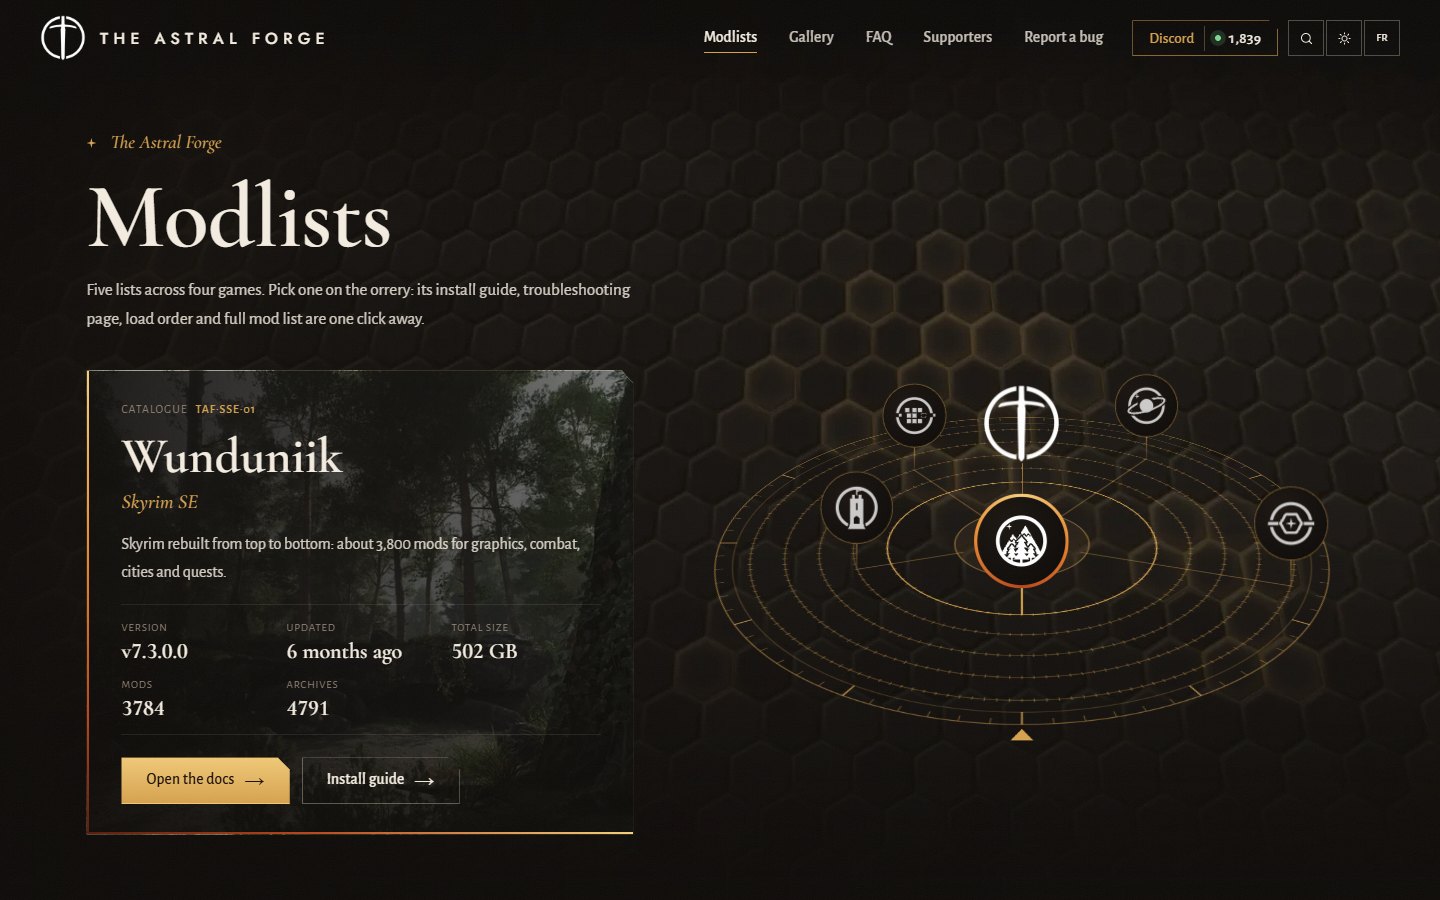 THE ASTRAL FORGE
Modlists
Gallery
FAQ
Supporters
Report a bug
Discord
1,839
FR
The Astral Forge
Modlists
Five lists across four games. Pick one on the orrery: its install guide, troubleshooting
page, load order and full mod list are one click away.
CATALOGUE TAF-SSE-01
Wunduniik
Skyrim SE
Skyrim rebuilt from top to bottom: about 3,800 mods for graphics, combat,
cities and quests.
VERSION
v7.3.0.0
UPDATED
6 months ago
TOTAL SIZE
502 GB
MODS
3784
ARCHIVES
4791
Open the docs →
Install guide →